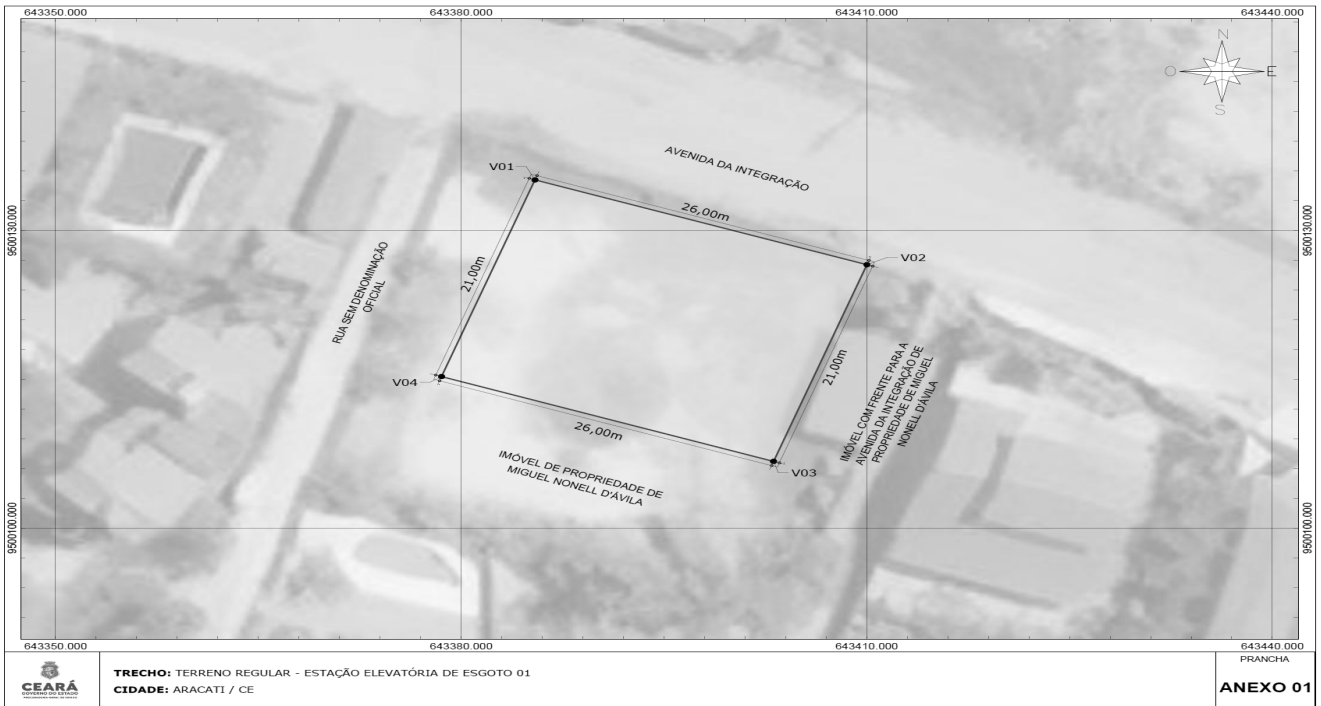 643350.000
643380.000
643410.000
643440.000
N
O
E
S
AVENIDA DA INTEGRAÇÃO
V01
26,00m
9500130.000
9500130.000
V02
RUA SEM DENOMINAÇÃO
OFICIAL
21,00m
21,00m
IMÓVEL COM FRENTE PARA A
AVENIDA DA INTEGRAÇÃO DE
PROPRIEDADE DE MIGUEL
NONELL D'ÁVILA
V04
26,00m
V03
IMÓVEL DE PROPRIEDADE DE
MIGUEL NONELL D'ÁVILA
9500100.000
9500100.000
643350.000
643380.000
643410.000
643440.000
CEARÁ
GOVERNO DO ESTADO
TRECHO: TERRENO REGULAR - ESTAÇÃO ELEVATÓRIA DE ESGOTO 01
CIDADE: ARACATI / CE
PRANCHA
ANEXO 01